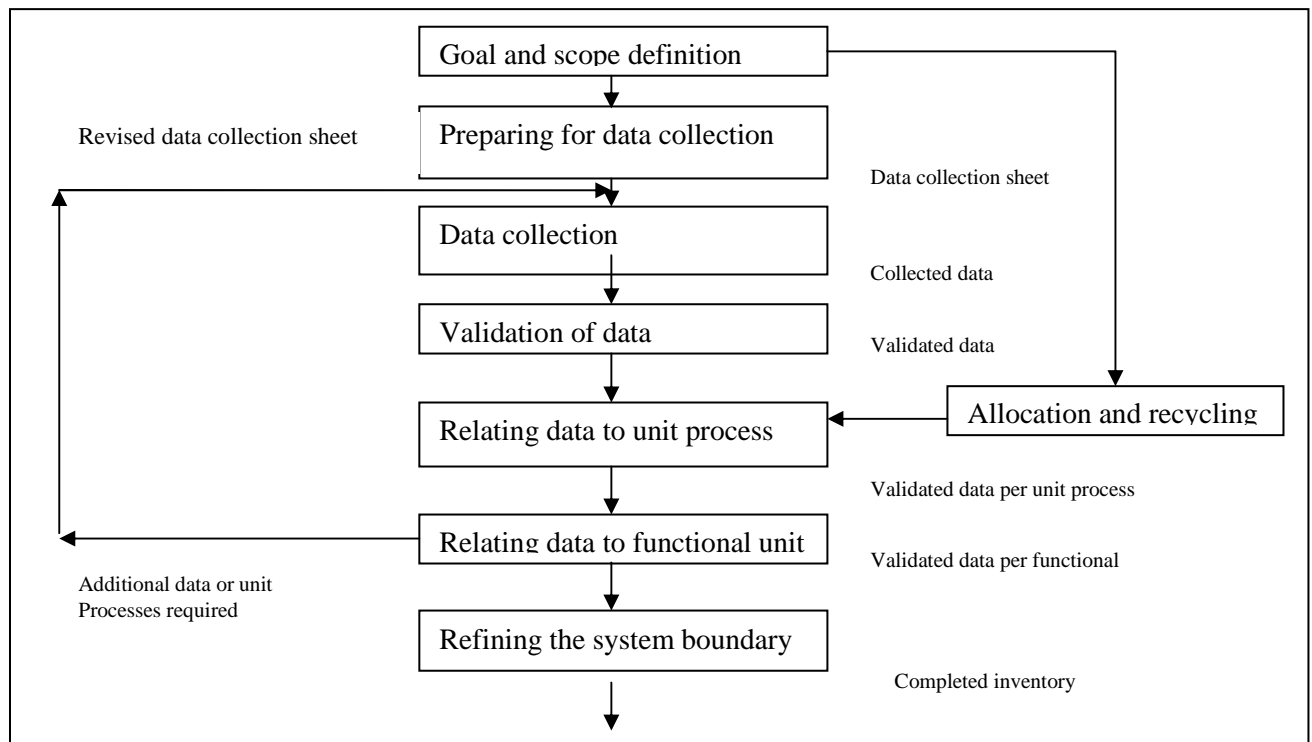 Goal and scope definition
Preparing for data collection
Revised data collection sheet
Data collection sheet
Data collection
Collected data
Validation of data
Validated data
Allocation and recycling
Relating data to unit process
Validated data per unit process
Relating data to functional unit
Validated data per functional
Additional data or unit
Processes required
Refining the system boundary
Completed inventory